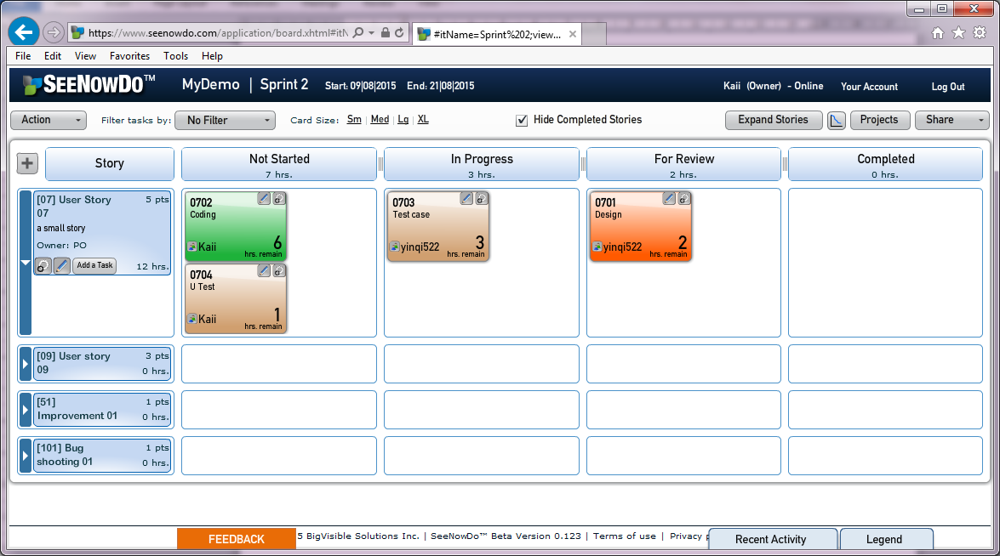 https://www.seenowdo.com/application/board.xhtml#itN
#itName=Sprint%202;view...
File Edit View Favorites Tools Help
SEENOWDO™ MyDemo | Sprint 2 Start: 09|08|2015 End: 21|08|2015 Kaii (Owner) - Online Your Account Log Out
Action Filter tasks by: No Filter Card Size: Sm | Med | Lg | XL Hide Completed Stories Expand Stories Projects Share
Story
Not Started
7 hrs.
In Progress
3 hrs.
For Review
2 hrs.
Completed
0 hrs.
[07] User Story 5 pts
07
a small story
Owner: PO
Add a Task 12 hrs.
0702
Coding
Kaii 6
hrs. remain
0704
U Test
Kaii 1
hrs. remain
0703
Test case
yinqi522 3
hrs. remain
0701
Design
yinqi522 2
hrs. remain
[09] User story 3 pts
09 0 hrs.
[51] 1 pts
Improvement 01 0 hrs.
[101] Bug 1 pts
shooting 01 0 hrs.
FEEDBACK 5 BigVisible Solutions Inc. | SeeNowDo™ Beta Version 0.123 | Terms of use | Privacy Recent Activity Legend